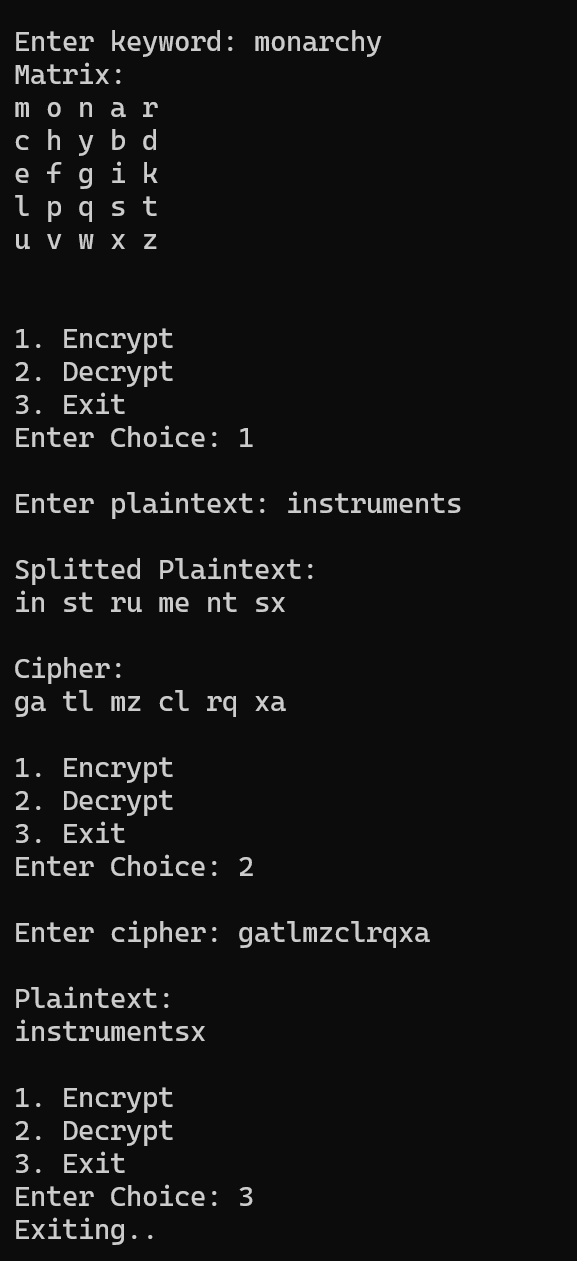 Enter keyword: monarchy
Matrix:
m o n a r
c h y b d
e f g i k
l p q s t
u v w x z
1. Encrypt
2. Decrypt
3. Exit
Enter Choice: 1
Enter plaintext: instruments
Splitted Plaintext:
in st ru me nt sx
Cipher:
ga tl mz cl rq xa
1. Encrypt
2. Decrypt
3. Exit
Enter Choice: 2
Enter cipher: gatlmzclrqxa
Plaintext:
instrumentsx
1. Encrypt
2. Decrypt
3. Exit
Enter Choice: 3
Exiting..